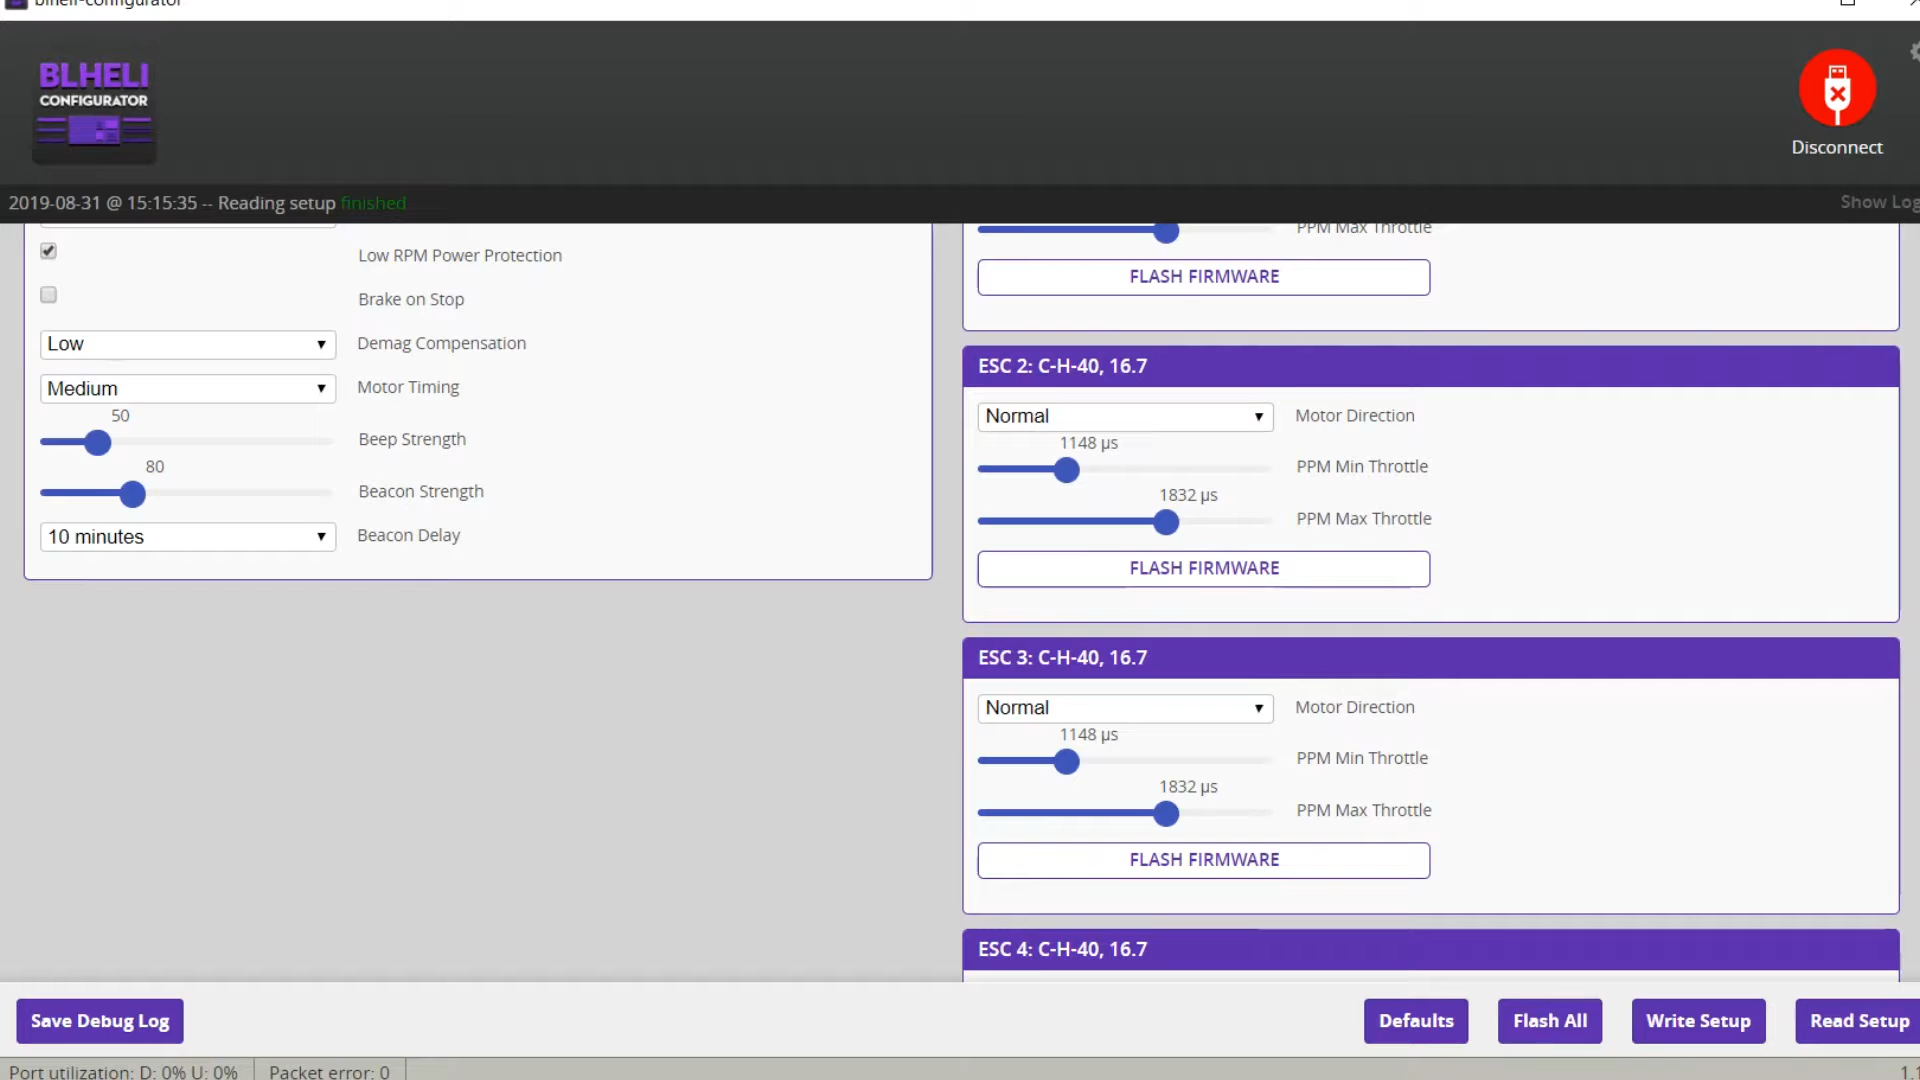 blheli-configurator
BLHELI
CONFIGURATOR
Disconnect
2019-08-31 @ 15:15:35 -- Reading setup finished
Show Log
Low RPM Power Protection
Brake on Stop
Low ▼ Demag Compensation
Medium ▼ Motor Timing
50
Beep Strength
80
Beacon Strength
10 minutes ▼ Beacon Delay
PPM Max Throttle
FLASH FIRMWARE
ESC 2: C-H-40, 16.7
Normal ▼ Motor Direction
1148 µs
PPM Min Throttle
1832 µs
PPM Max Throttle
FLASH FIRMWARE
ESC 3: C-H-40, 16.7
Normal ▼ Motor Direction
1148 µs
PPM Min Throttle
1832 µs
PPM Max Throttle
FLASH FIRMWARE
ESC 4: C-H-40, 16.7
Save Debug Log
Defaults Flash All Write Setup Read Setup
Port utilization: D: 0% U: 0% Packet error: 0